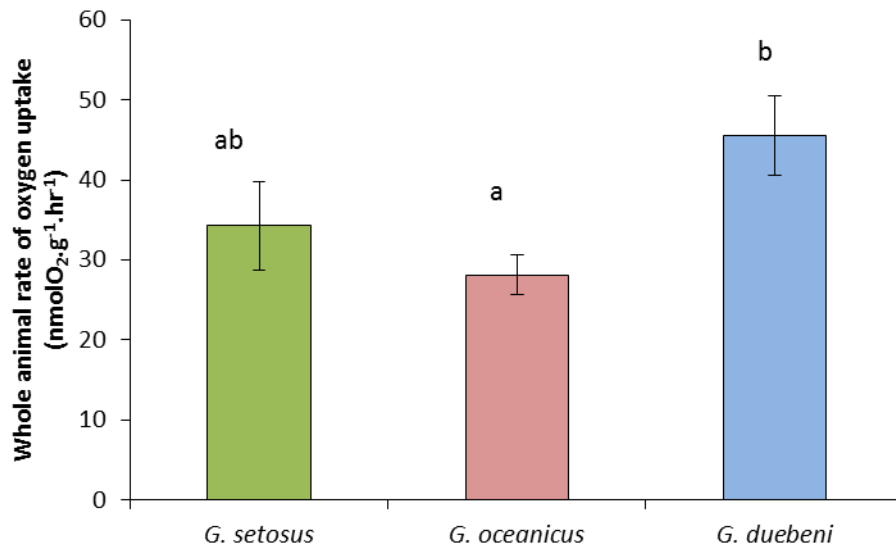 Whole animal rate of oxygen uptake
(nmolO₂.g⁻¹.hr⁻¹)
60
50
40
30
20
10
0
ab
a
b
G. setosus
G. oceanicus
G. duebeni